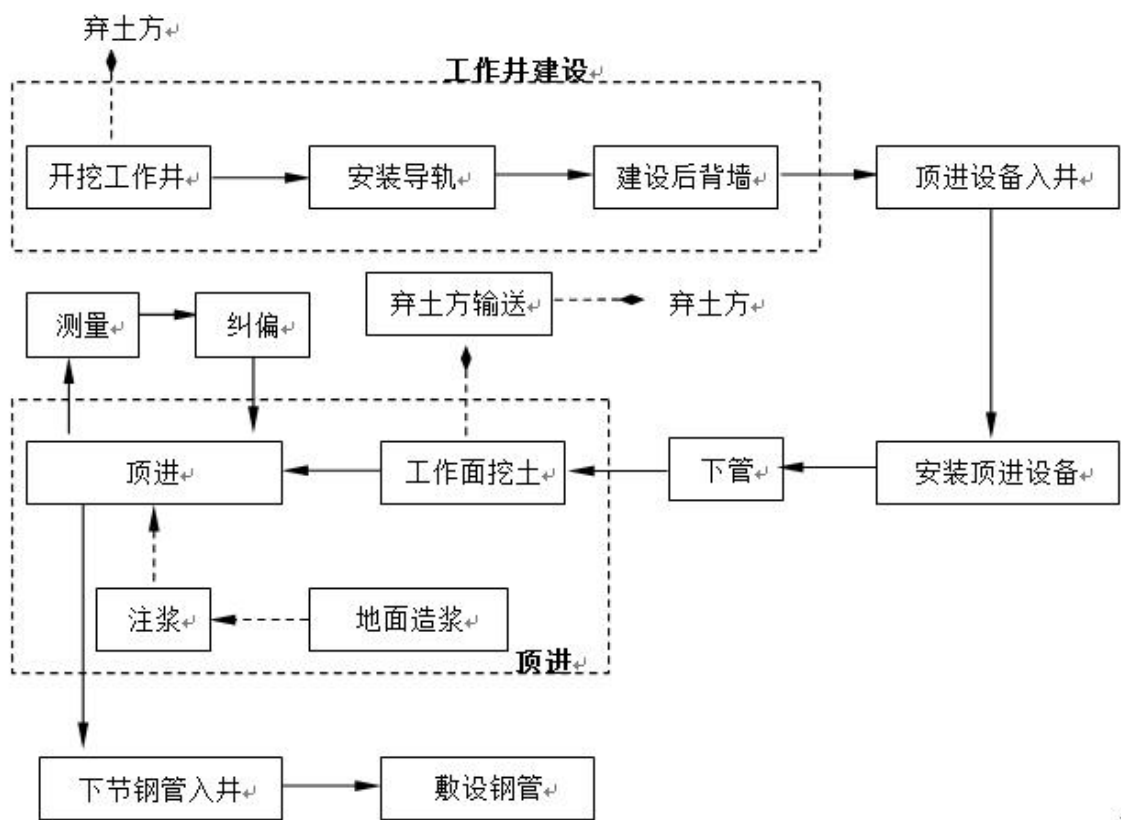 弃土方
工作井建设
开挖工作井
安装导轨
建设后背墙
顶进设备入井
测量
纠偏
弃土方输送
弃土方
顶进
工作面挖土
下管
安装顶进设备
注浆
地面造浆
顶进
下节钢管入井
敷设钢管